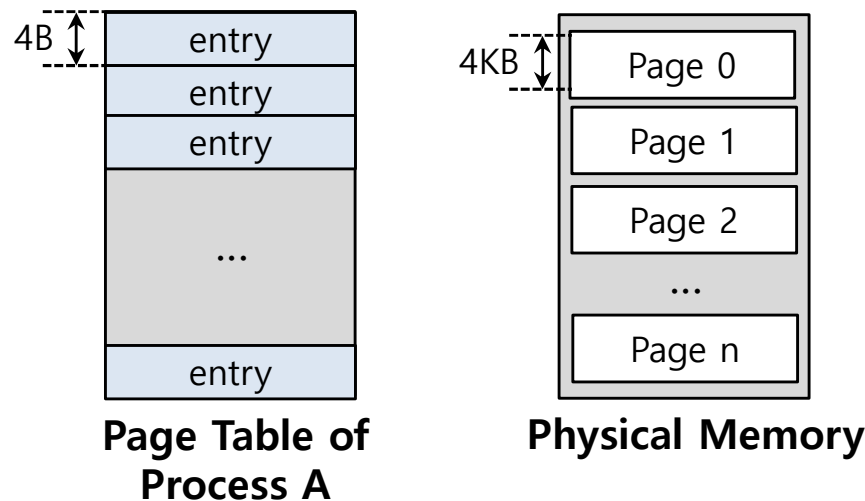 4B
entry
entry
entry
...
entry
Page Table of
Process A
4KB
Page 0
Page 1
Page 2
...
Page n
Physical Memory